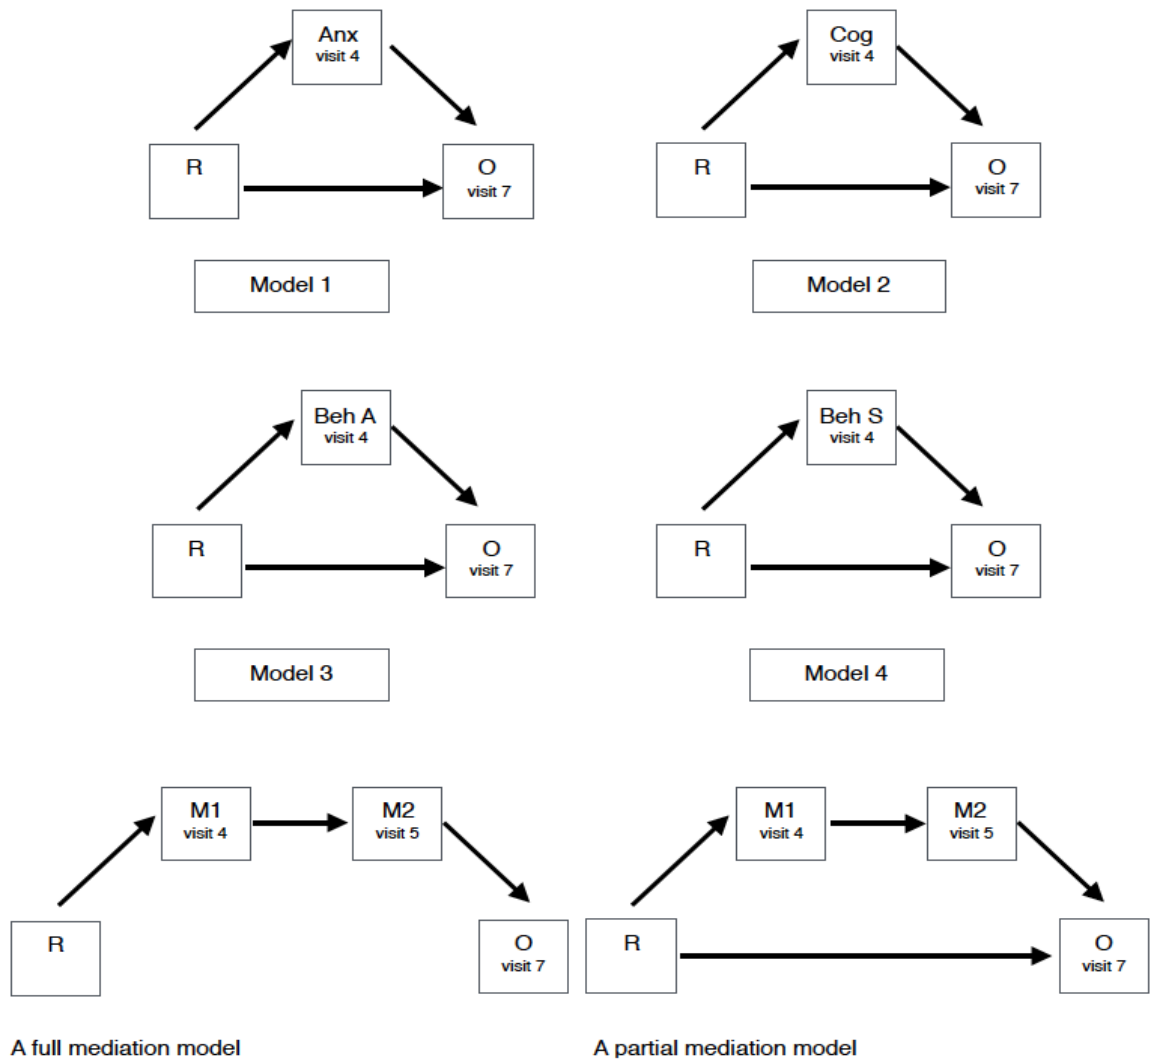 Anx
visit 4
R
O
visit 7
Model 1
Cog
visit 4
R
O
visit 7
Model 2
Beh A
visit 4
R
O
visit 7
Model 3
Beh S
visit 4
R
O
visit 7
Model 4
M1
visit 4
M2
visit 5
R
O
visit 7
A full mediation model
M1
visit 4
M2
visit 5
R
O
visit 7
A partial mediation model